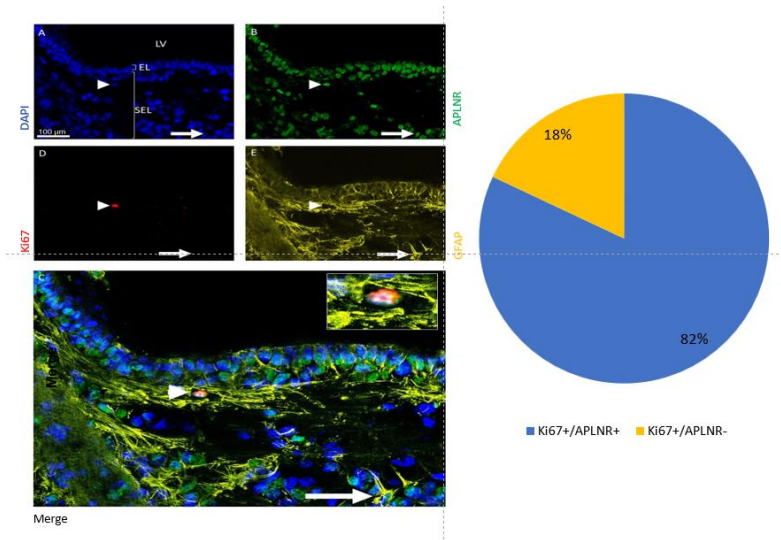 A
LV
EL
SEL
100 µm
DAPI
B
APLNR
D
Ki67
E
GFAP
C
Merge
Merge
18%
82%
Ki67+/APLNR+
Ki67+/APLNR-